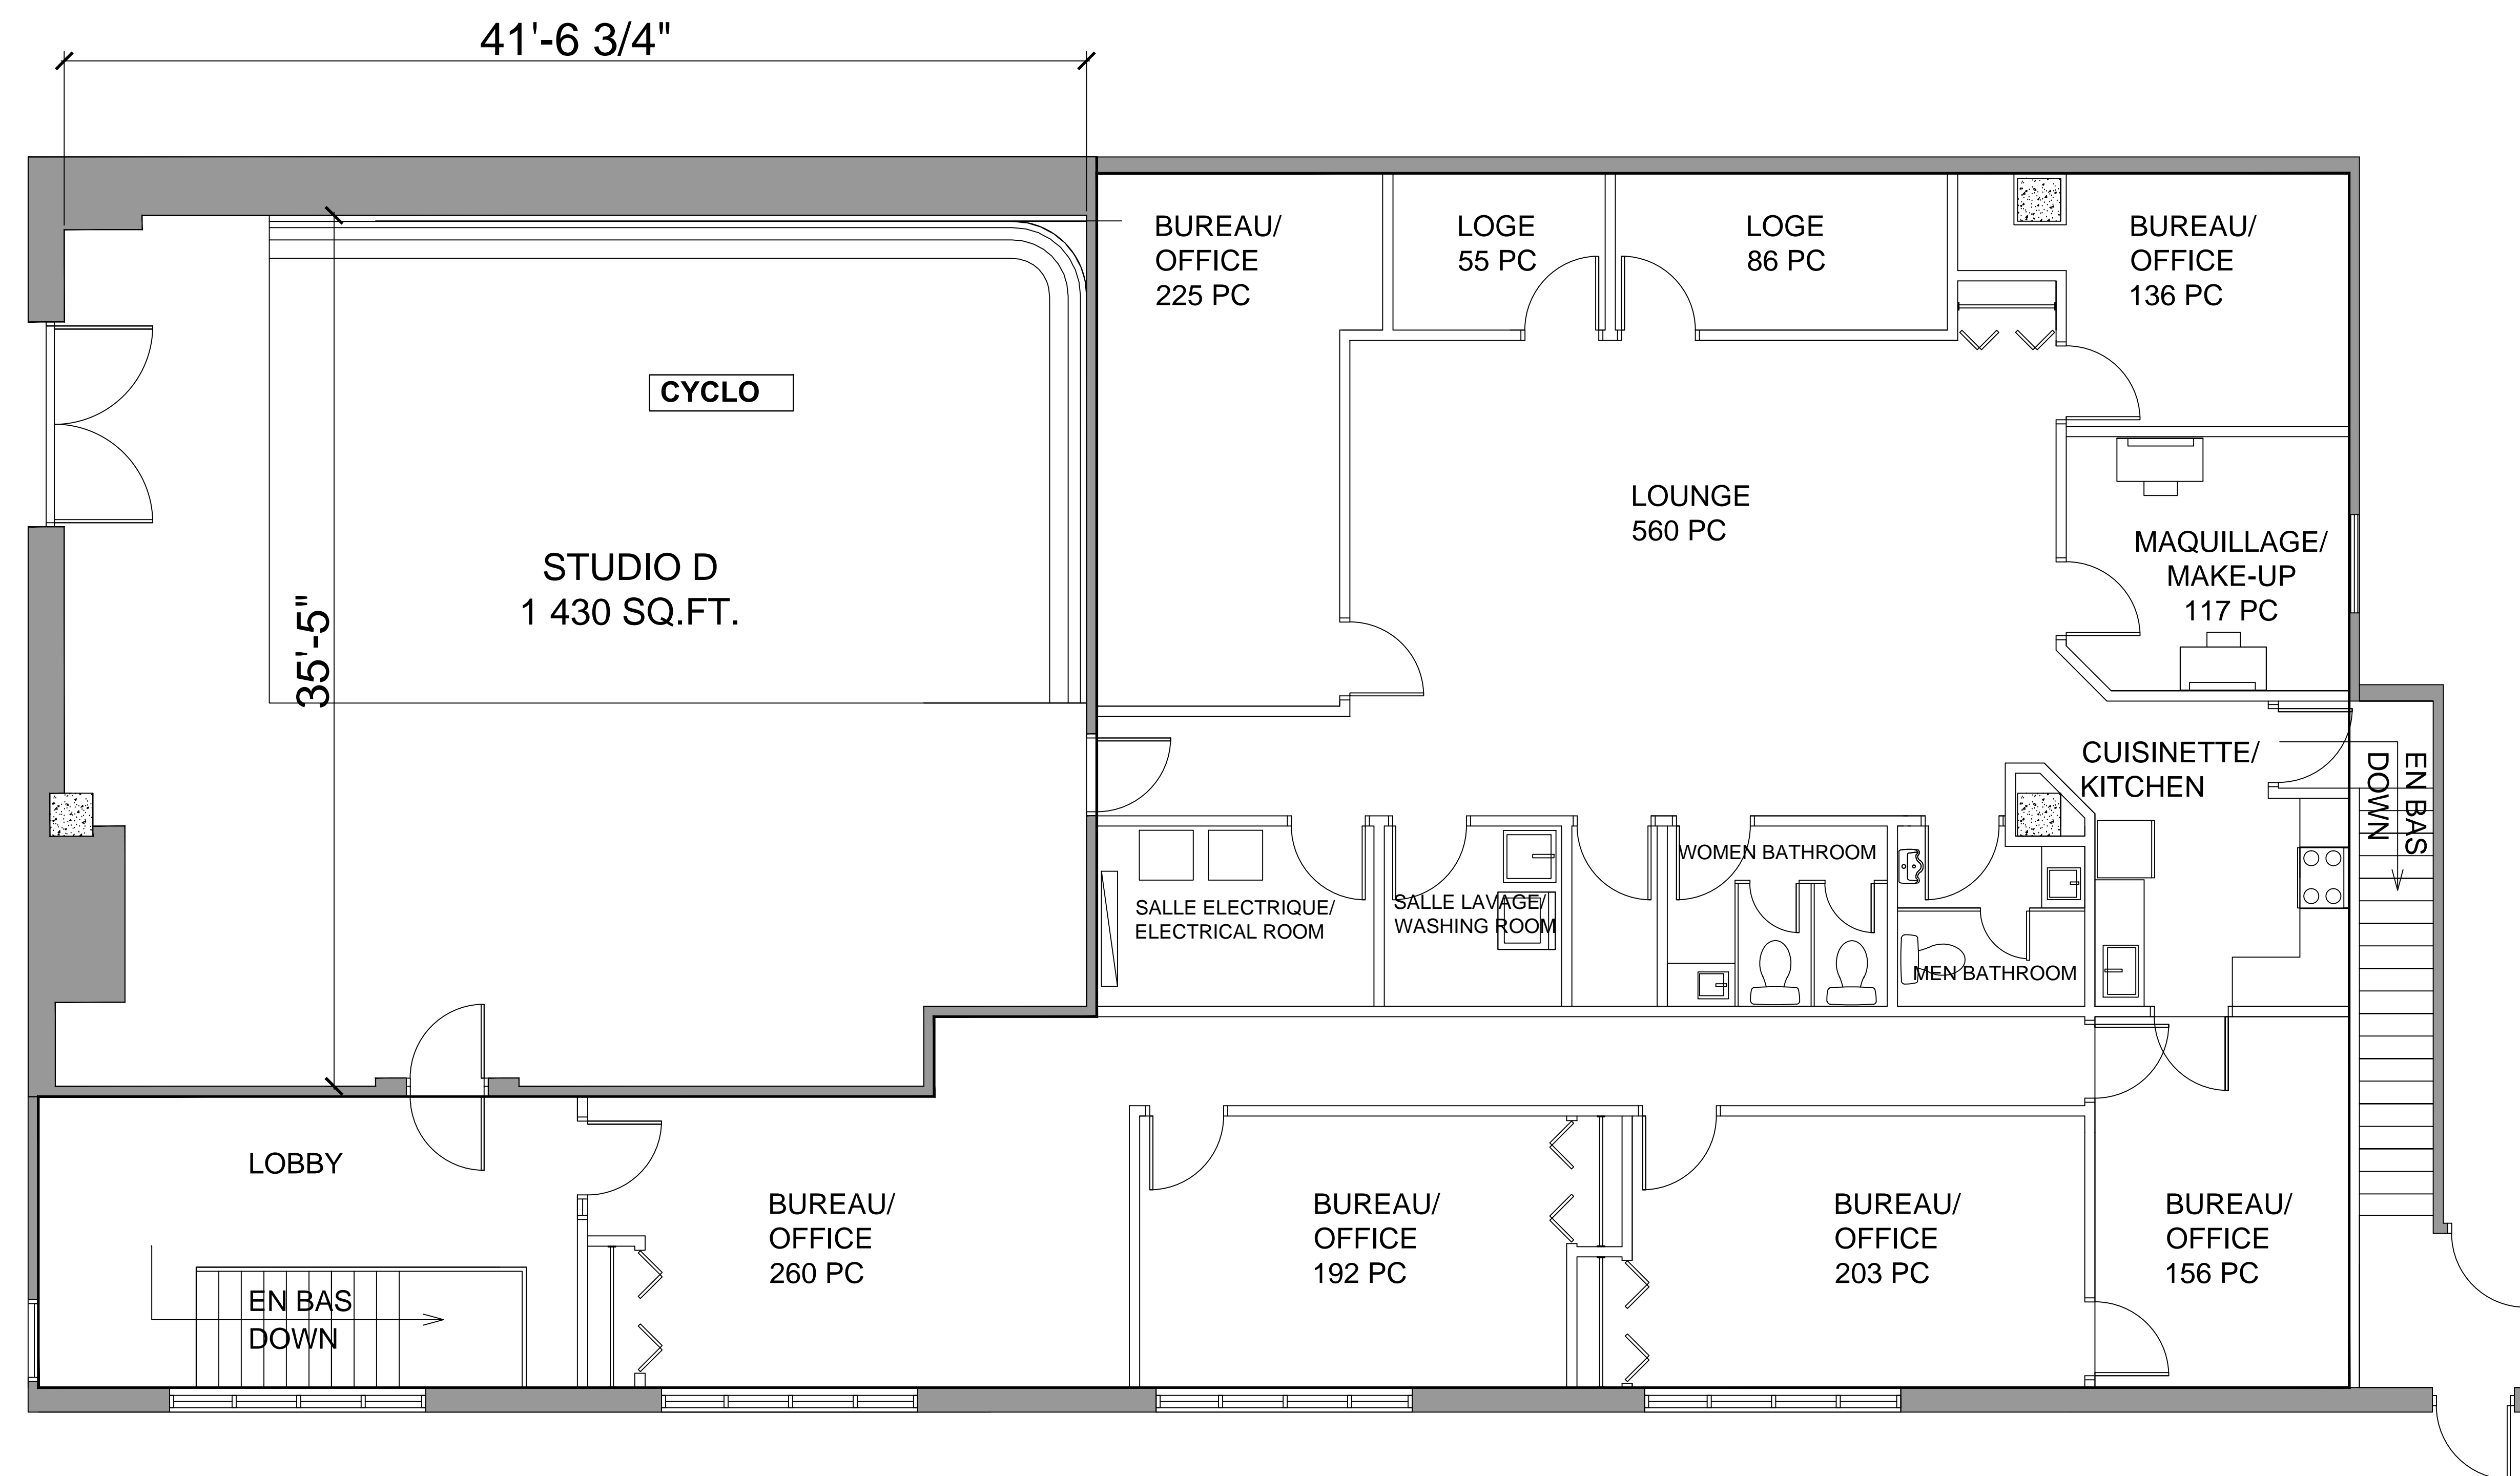 41'-6 3/4"
BUREAU/
OFFICE
225 PC
LOGE
55 PC
LOGE
86 PC
BUREAU/
OFFICE
136 PC
CYCLO
STUDIO D
1 430 SQ.FT.
35'-5"
LOUNGE
560 PC
MAQUILLAGE/
MAKE-UP
117 PC
CUISINETTE/
KITCHEN
EN BAS
DOWN
SALLE ELECTRIQUE/
ELECTRICAL ROOM
SALLE LAVAGE/
WASHING ROOM
WOMEN BATHROOM
MEN BATHROOM
LOBBY
EN BAS
DOWN
BUREAU/
OFFICE
260 PC
BUREAU/
OFFICE
192 PC
BUREAU/
OFFICE
203 PC
BUREAU/
OFFICE
156 PC